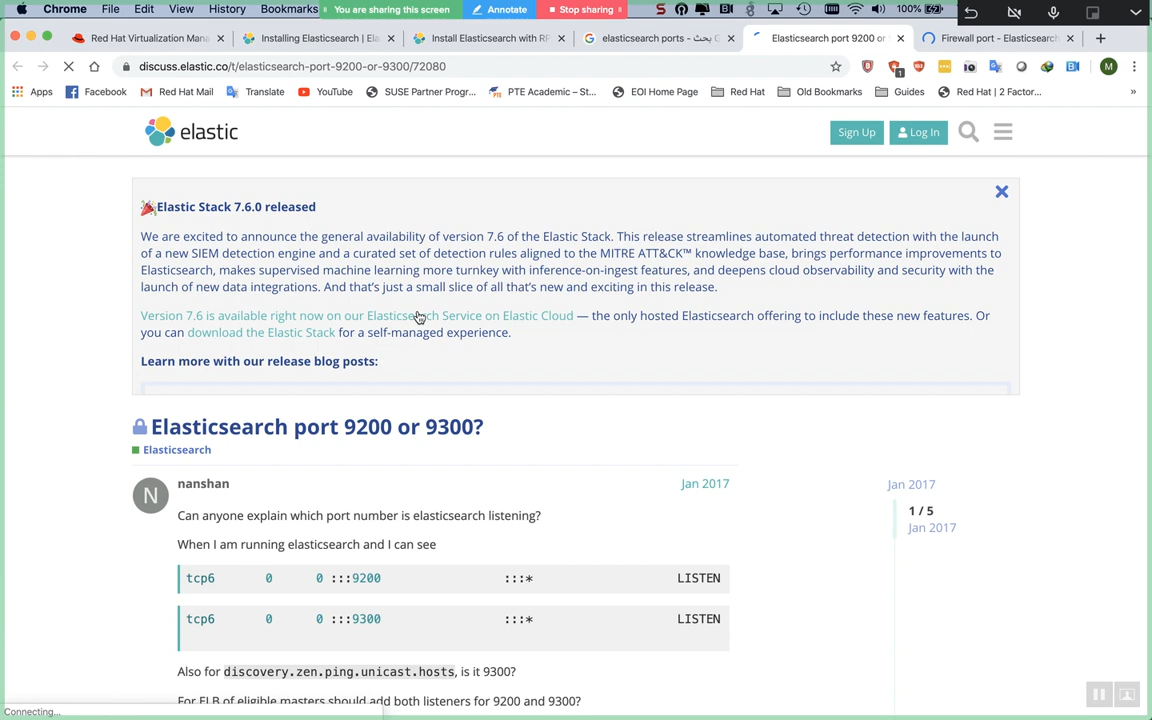 Chrome File Edit View History Bookmarks You are sharing this screen Annotate Stop sharing 100%
Red Hat Virtualization Mana Installing Elasticsearch | Ela Install Elasticsearch with RP elasticsearch ports - بحث G Elasticsearch port 9200 or Firewall port - Elasticsearch
discuss.elastic.co/t/elasticsearch-port-9200-or-9300/72080 1 M
Apps Facebook Red Hat Mail Translate YouTube SUSE Partner Progr... PTE Academic – St... EOI Home Page Red Hat Old Bookmarks Guides Red Hat | 2 Factor... »
elastic Sign Up Log In
Elastic Stack 7.6.0 released
We are excited to announce the general availability of version 7.6 of the Elastic Stack. This release streamlines automated threat detection with the launch
of a new SIEM detection engine and a curated set of detection rules aligned to the MITRE ATT&CK™ knowledge base, brings performance improvements to
Elasticsearch, makes supervised machine learning more turnkey with inference-on-ingest features, and deepens cloud observability and security with the
launch of new data integrations. And that’s just a small slice of all that’s new and exciting in this release.
Version 7.6 is available right now on our Elasticsearch Service on Elastic Cloud — the only hosted Elasticsearch offering to include these new features. Or
you can download the Elastic Stack for a self-managed experience.
Learn more with our release blog posts:
Elasticsearch port 9200 or 9300?
Elasticsearch
N nanshan Jan 2017
Can anyone explain which port number is elasticsearch listening?
When I am running elasticsearch and I can see
tcp6 0 0 :::9200 :::* LISTEN
tcp6 0 0 :::9300 :::* LISTEN
Also for discovery.zen.ping.unicast.hosts, is it 9300?
For ELB of eligible masters should add both listeners for 9200 and 9300?
Jan 2017
1 / 5
Jan 2017
Connecting...